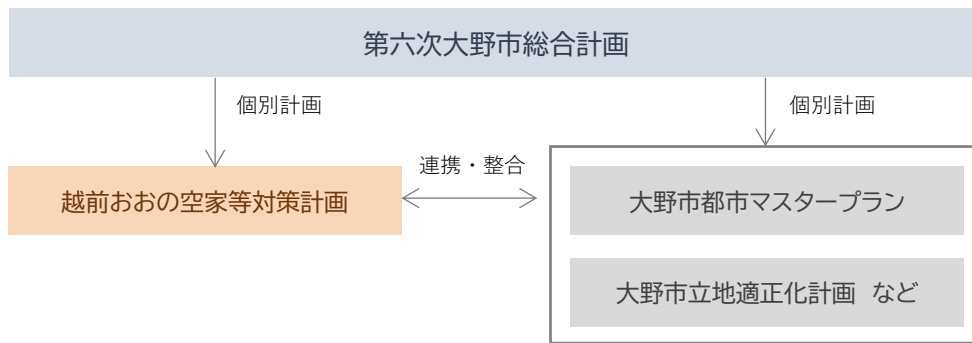 第六次大野市総合計画
個別計画
個別計画
連携・整合
越前おおの空家等対策計画
大野市都市マスタープラン
大野市立地適正化計画 など